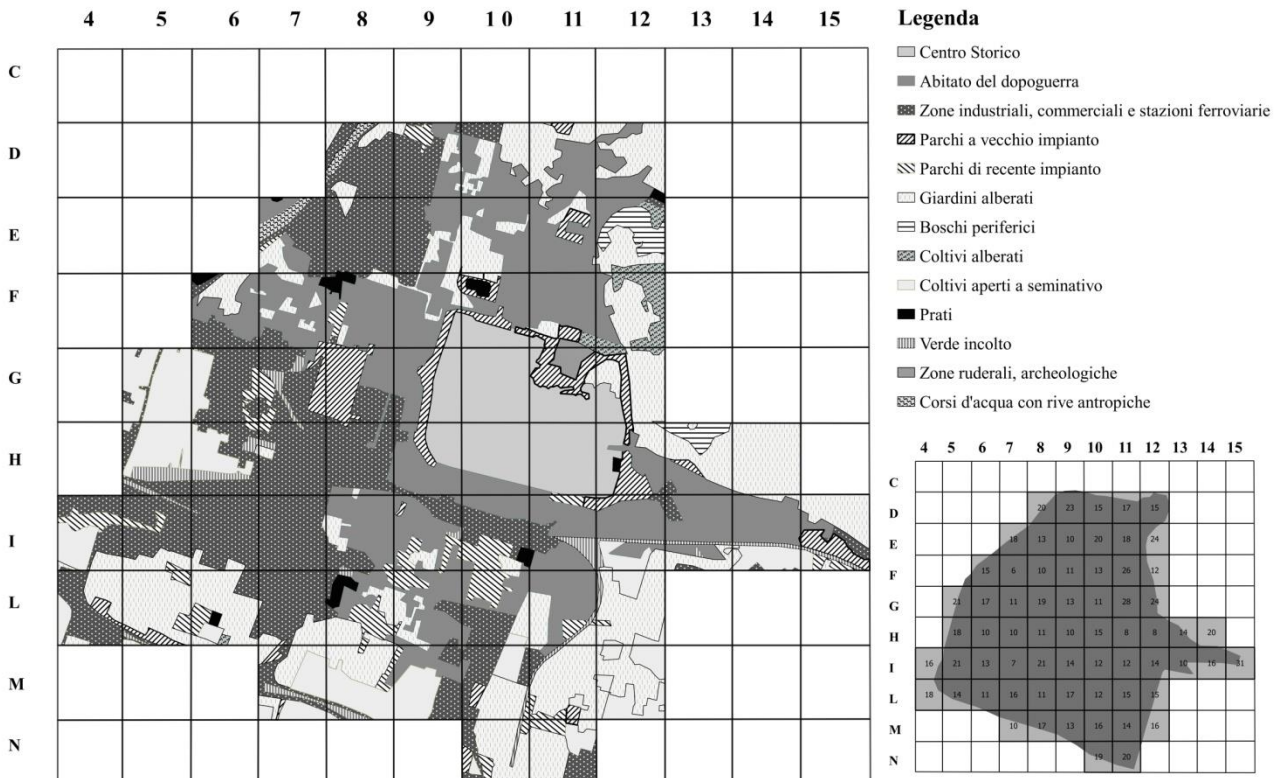 4 5 6 7 8 9 1 0 11 12 13 14 15
C
D
E
F
G
H
I
L
M
N
Legenda
Centro Storico
Abitato del dopoguerra
Zone industriali, commerciali e stazioni ferroviarie
Parchi a vecchio impianto
Parchi di recente impianto
Giardini alberati
Boschi periferici
Coltivi alberati
Coltivi aperti a seminativo
Prati
Verde incolto
Zone ruderali, archeologiche
Corsi d'acqua con rive antropiche
4 5 6 7 8 9 10 11 12 13 14 15
C
D 20 23 15 17 15
E 18 13 10 20 18 24
F 15 6 10 11 13 26 12
G 21 17 11 19 13 11 28 24
H 18 10 10 11 10 15 8 8 14 20
I 16 21 13 7 21 14 12 12 14 10 16 31
L 18 14 11 16 11 17 12 15 15
M 10 17 13 16 14 16
N 19 20